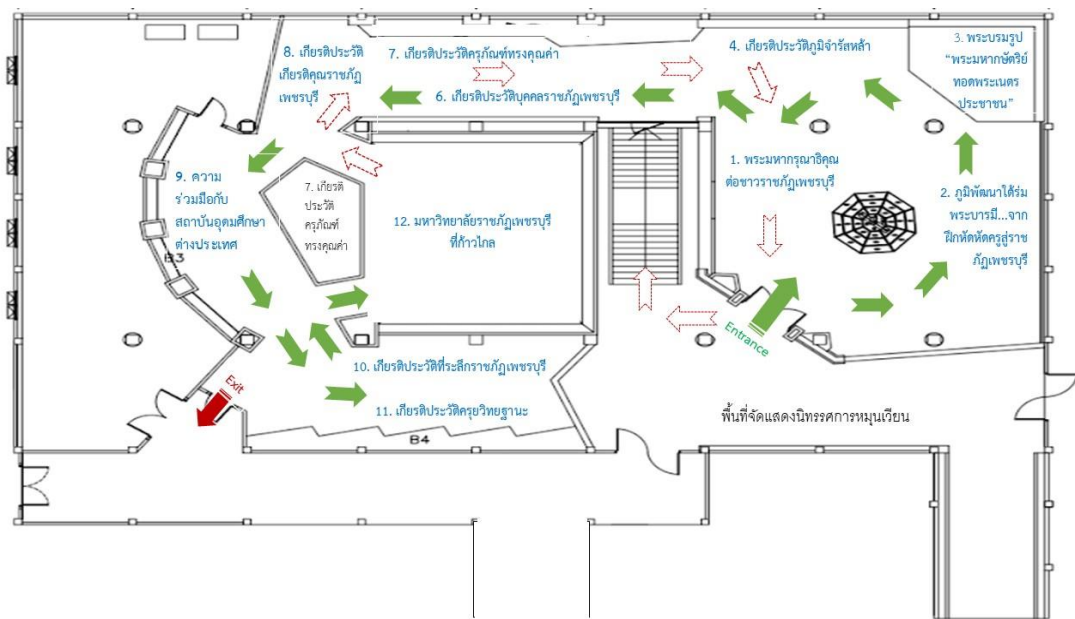 8. เกียรติประวัติ
เกียรติคุณราชภัฏ
เพชรบุรี
7. เกียรติประวัติครุภัณฑ์ทรงคุณค่า
4. เกียรติประวัติภูมิจำรัสหล้า
3. พระบรมรูป
“พระมหากษัตริย์
ทอดพระเนตร
ประชาชน”
6. เกียรติประวัติบุคคลราชภัฏเพชรบุรี
1. พระมหากรุณาธิคุณ
ต่อชาวราชภัฏเพชรบุรี
2. ภูมิพัฒนาใต้ร่ม
พระบารมี...จาก
ฝึกหัดหัดครูสู่ราช
ภัฏเพชรบุรี
9. ความ
ร่วมมือกับ
สถาบันอุดมศึกษา
ต่างประเทศ
B3
7. เกียรติ
ประวัติ
ครุภัณฑ์
ทรงคุณค่า
12. มหาวิทยาลัยราชภัฏเพชรบุรี
ที่ก้าวไกล
Entrance
10. เกียรติประวัติที่ระลึกราชภัฏเพชรบุรี
Exit
11. เกียรติประวัติครุยวิทยฐานะ
พื้นที่จัดแสดงนิทรรศการหมุนเวียน
B4